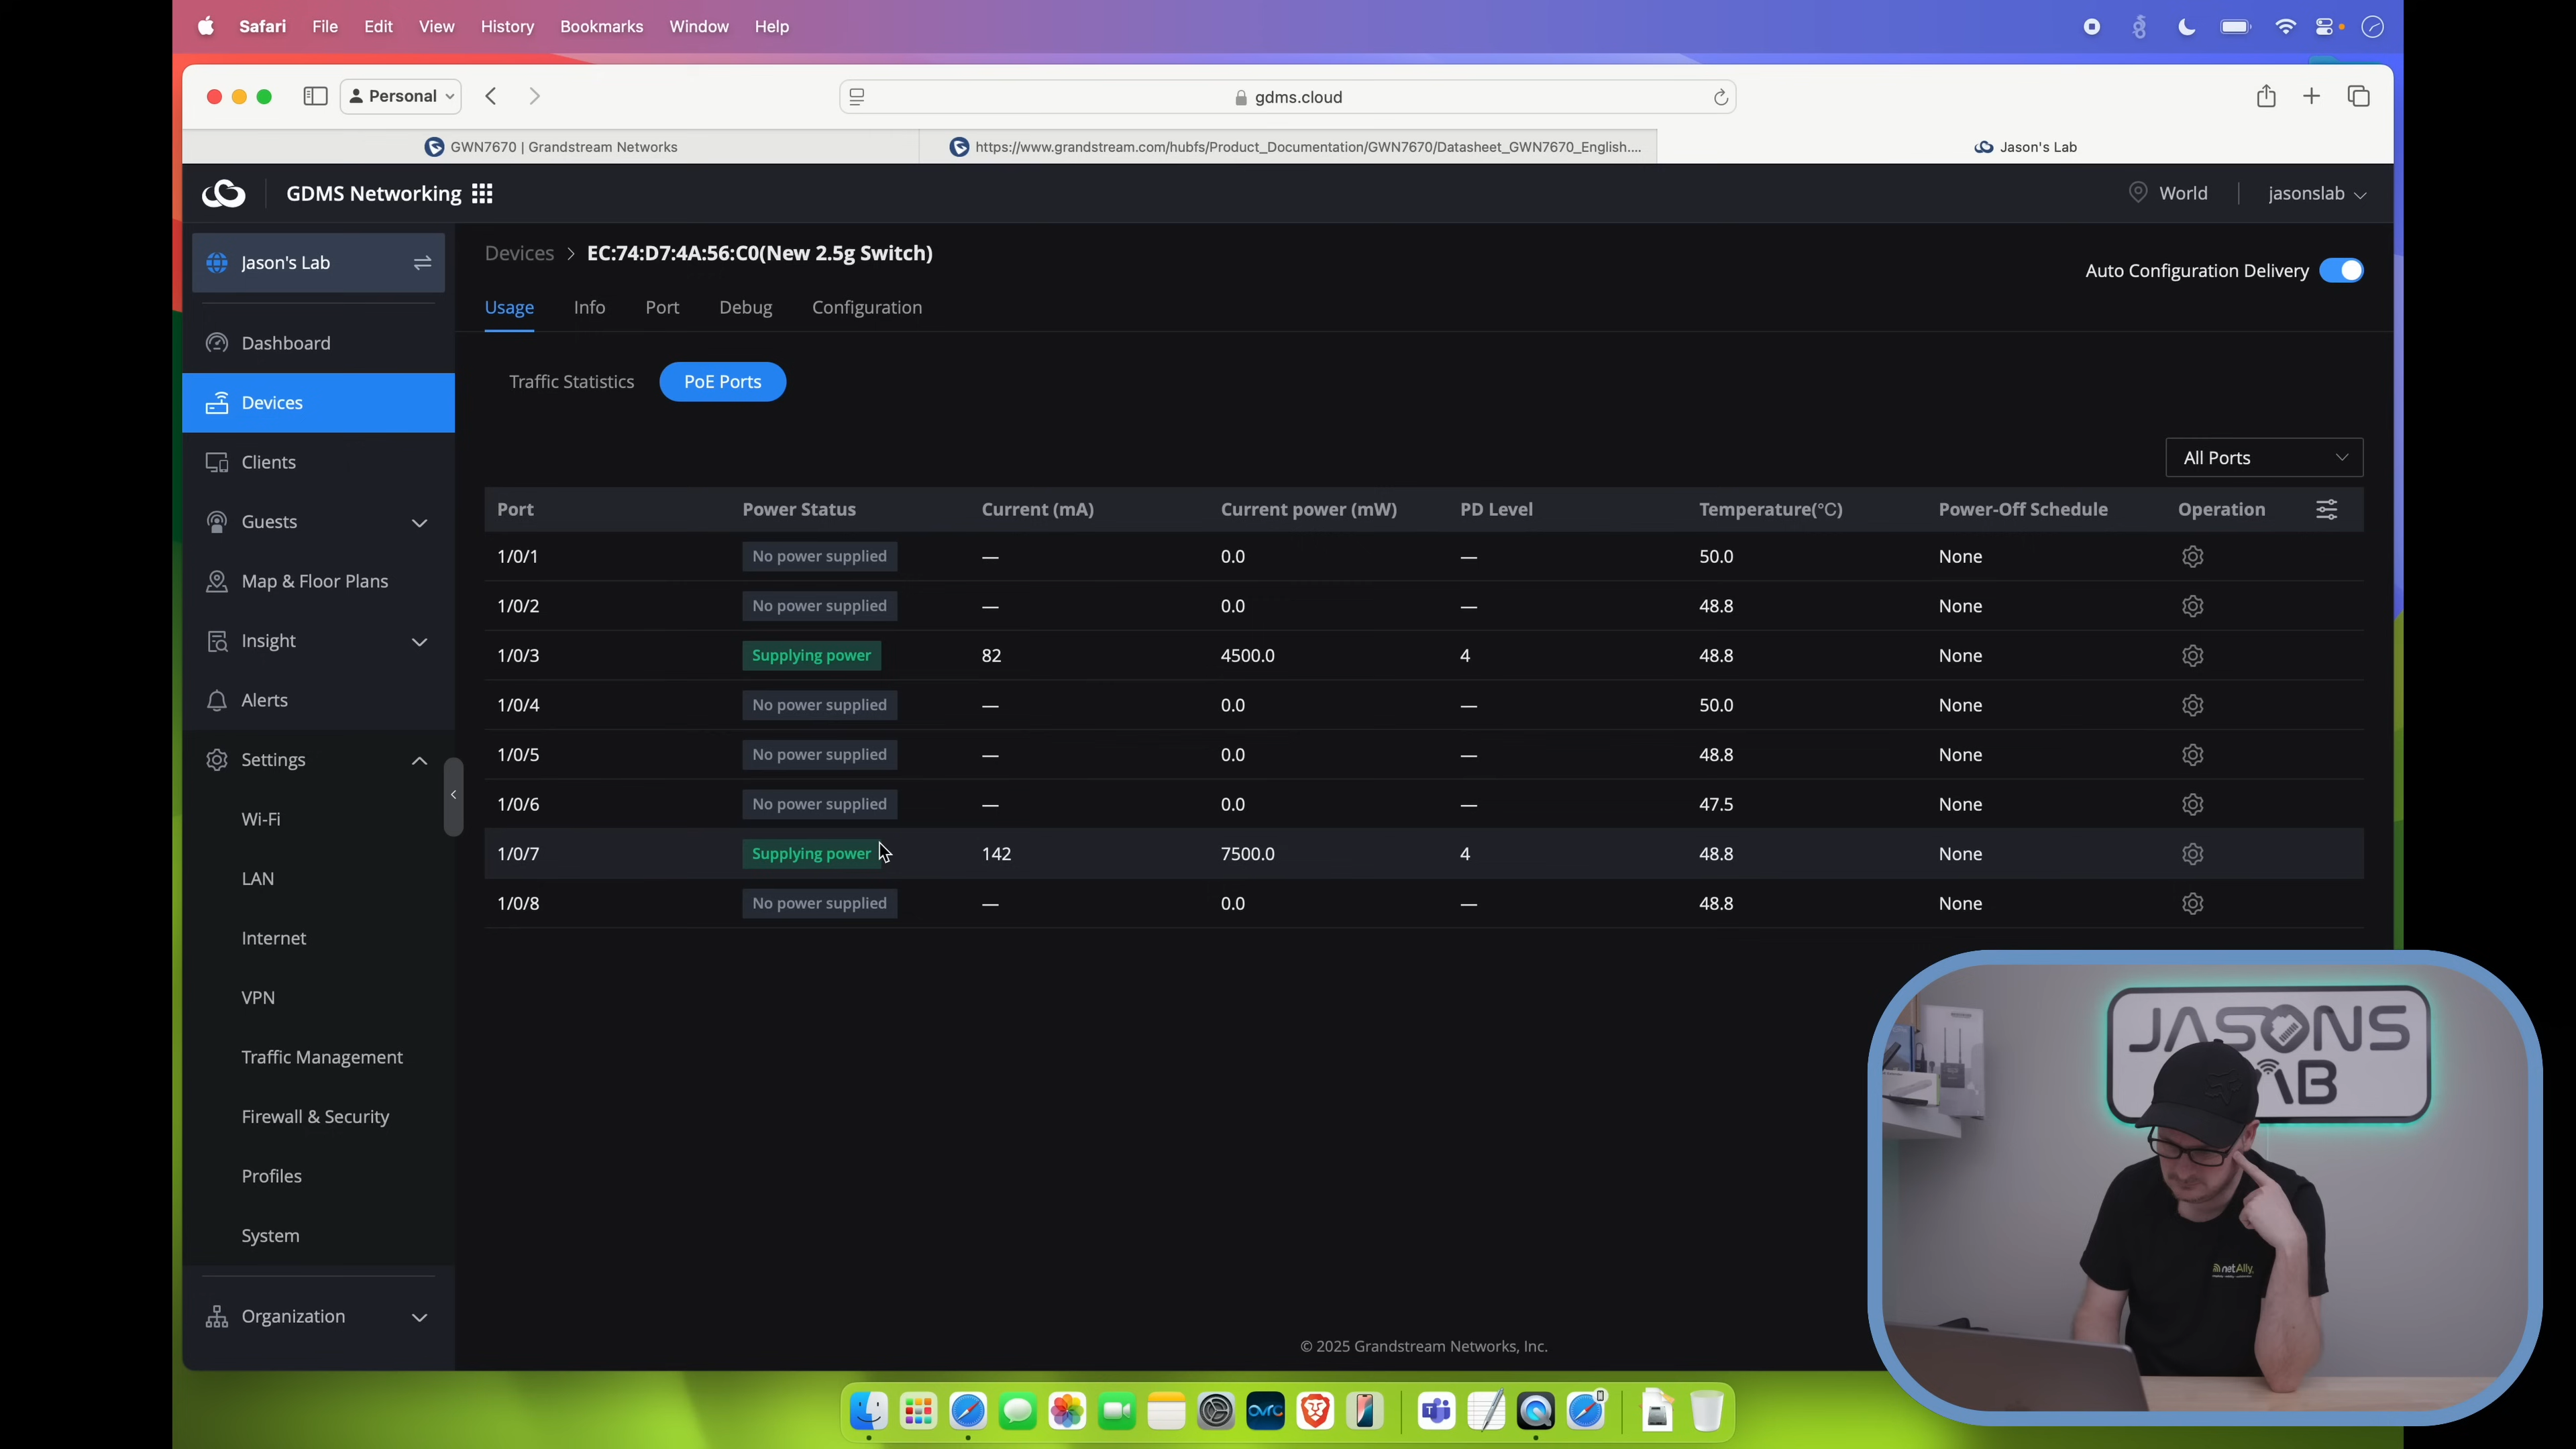 Safari File Edit View History Bookmarks Window Help
Personal
gdms.cloud
GWN7670 | Grandstream Networks
https://www.grandstream.com/hubfs/Product_Documentation/GWN7670/Datasheet_GWN7670_English....
Jason's Lab
GDMS Networking
World
jasonslab
Jason's Lab
Devices > EC:74:D7:4A:56:C0(New 2.5g Switch)
Auto Configuration Delivery
Usage Info Port Debug Configuration
Dashboard
Devices
Clients
Guests
Map & Floor Plans
Insight
Alerts
Settings
Wi-Fi
LAN
Internet
VPN
Traffic Management
Firewall & Security
Profiles
System
Organization
Traffic Statistics PoE Ports
All Ports
Port Power Status Current (mA) Current power (mW) PD Level Temperature(°C) Power-Off Schedule Operation
1/0/1 No power supplied — 0.0 — 50.0 None
1/0/2 No power supplied — 0.0 — 48.8 None
1/0/3 Supplying power 82 4500.0 4 48.8 None
1/0/4 No power supplied — 0.0 — 50.0 None
1/0/5 No power supplied — 0.0 — 48.8 None
1/0/6 No power supplied — 0.0 — 47.5 None
1/0/7 Supplying power 142 7500.0 4 48.8 None
1/0/8 No power supplied — 0.0 — 48.8 None
© 2025 Grandstream Networks, Inc.
JASONS
netAlly
ovrc